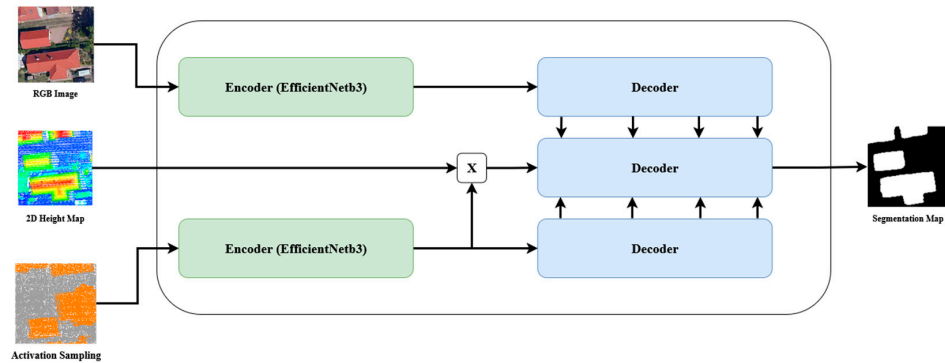 RGB Image
Encoder (EfficientNetb3)
Decoder
2D Height Map
X
Decoder
Segmentation Map
Encoder (EfficientNetb3)
Decoder
Activation Sampling